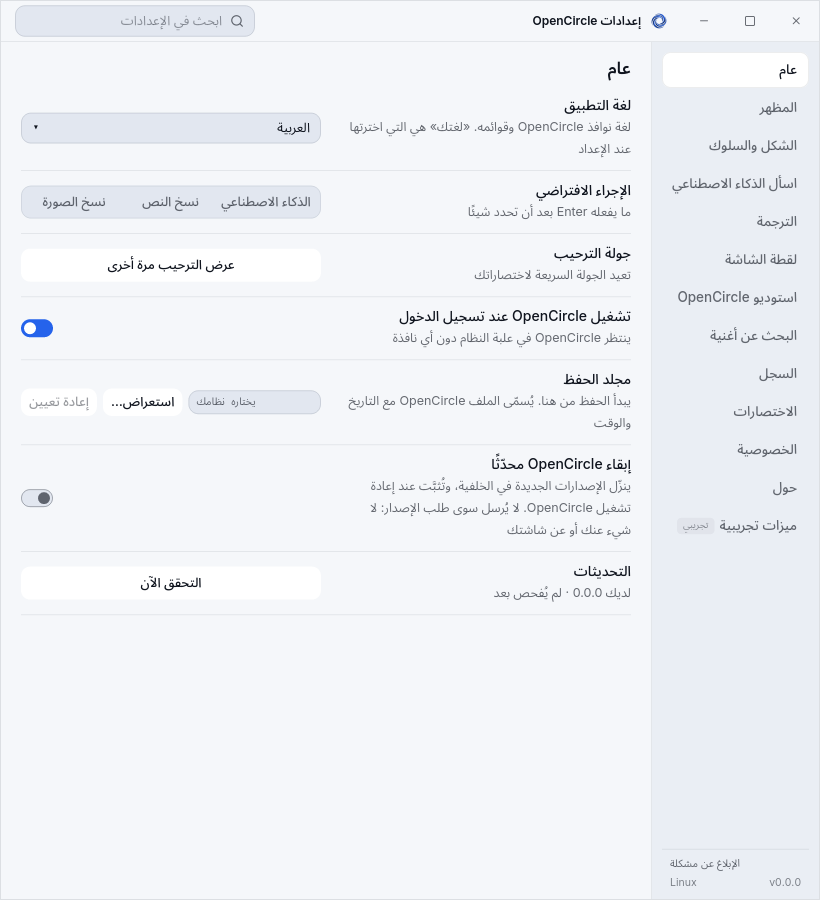 إعدادات OpenCircle
ابحث في الإعدادات
عام
المظهر
الشكل والسلوك
اسأل الذكاء الاصطناعي
الترجمة
لقطة الشاشة
استوديو OpenCircle
البحث عن أغنية
السجل
الاختصارات
الخصوصية
حول
ميزات تجريبية تجريبي
الإبلاغ عن مشكلة
v0.0.0 Linux
عام
لغة التطبيق
لغة نوافذ OpenCircle وقوائمه. «لغتك» هي التي اخترتها
عند الإعداد
العربية
الإجراء الافتراضي
ما يفعله Enter بعد أن تحدد شيئًا
الذكاء الاصطناعي نسخ النص نسخ الصورة
جولة الترحيب
تعيد الجولة السريعة لاختصاراتك
عرض الترحيب مرة أخرى
تشغيل OpenCircle عند تسجيل الدخول
ينتظر OpenCircle في علبة النظام دون أي نافذة
مجلد الحفظ
يبدأ الحفظ من هنا. يُسمّى الملف OpenCircle مع التاريخ
والوقت
يختاره نظامك استعراض... إعادة تعيين
إبقاء OpenCircle محدّثًا
ينزّل الإصدارات الجديدة في الخلفية، وتُثبَّت عند إعادة
تشغيل OpenCircle. لا يُرسل سوى طلب الإصدار: لا
شيء عنك أو عن شاشتك
التحديثات
لديك 0.0.0 · لم يُفحص بعد
التحقق الآن